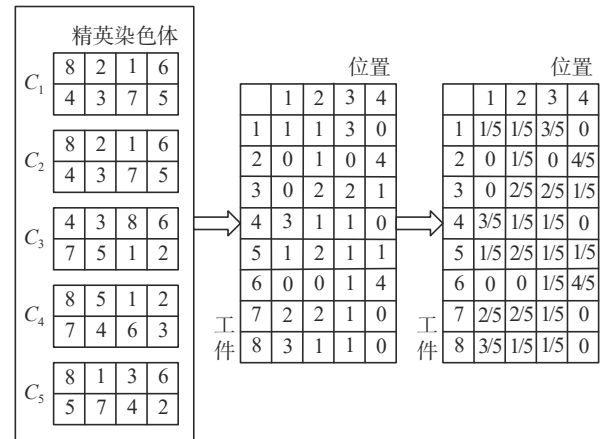 精英染色体
C1
8 2 1 6
4 3 7 5
C2
8 2 1 6
4 3 7 5
C3
4 3 8 6
7 5 1 2
C4
8 5 1 2
7 4 6 3
C5
8 1 3 6
5 7 4 2
位置
1 2 3 4
1 1 1 3 0
2 0 1 0 4
3 0 2 2 1
4 3 1 1 0
5 1 2 1 1
6 0 0 1 4
7 2 2 1 0
8 3 1 1 0
工件
位置
1 2 3 4
1 1/5 1/5 3/5 0
2 0 1/5 0 4/5
3 0 2/5 2/5 1/5
4 3/5 1/5 1/5 0
5 1/5 2/5 1/5 1/5
6 0 0 1/5 4/5
7 2/5 2/5 1/5 0
8 3/5 1/5 1/5 0
工件